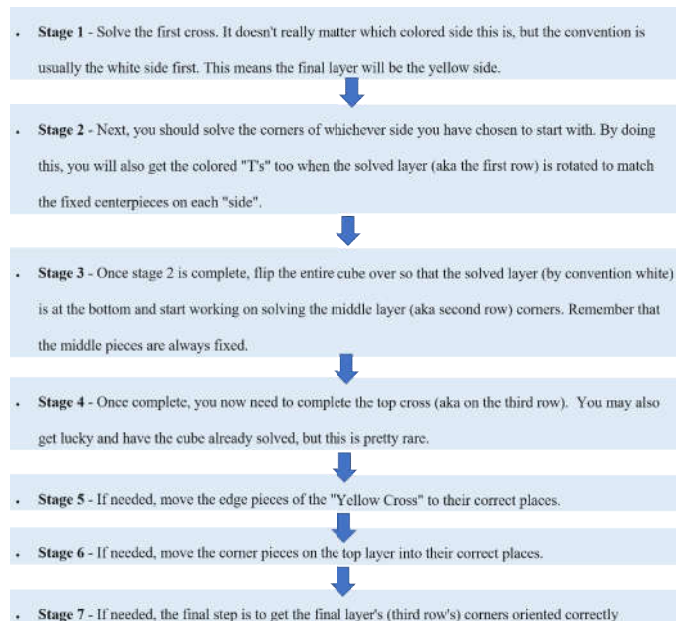 • Stage 1 - Solve the first cross. It doesn't really matter which colored side this is, but the convention is
usually the white side first. This means the final layer will be the yellow side.
• Stage 2 - Next, you should solve the corners of whichever side you have chosen to start with. By doing
this, you will also get the colored "T's" too when the solved layer (aka the first row) is rotated to match
the fixed centerpieces on each "side".
• Stage 3 - Once stage 2 is complete, flip the entire cube over so that the solved layer (by convention white)
is at the bottom and start working on solving the middle layer (aka second row) corners. Remember that
the middle pieces are always fixed.
• Stage 4 - Once complete, you now need to complete the top cross (aka on the third row). You may also
get lucky and have the cube already solved, but this is pretty rare.
• Stage 5 - If needed, move the edge pieces of the "Yellow Cross" to their correct places.
• Stage 6 - If needed, move the corner pieces on the top layer into their correct places.
• Stage 7 - If needed, the final step is to get the final layer's (third row's) corners oriented correctly